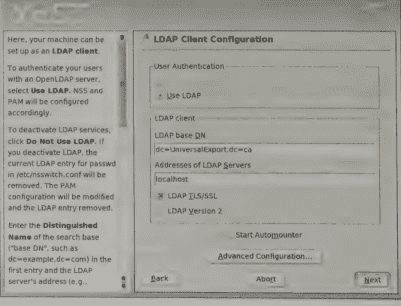 YaST
Here, your machine can be
set up as an LDAP client.
To authenticate your users
with an OpenLDAP server,
select Use LDAP. NSS and
PAM will be configured
accordingly.
To deactivate LDAP services,
click Do Not Use LDAP. If
you deactivate LDAP, the
current LDAP entry for passwd
in /etc/nsswitch.conf will be
removed. The PAM
configuration will be modified
and the LDAP entry removed.
Enter the Distinguished
Name of the search base
("base DN", such as
dc=example,dc=com) in the
first entry and the LDAP
server's address (e.g.,
LDAP Client Configuration
User Authentication
Use LDAP
LDAP client
LDAP base DN
dc=UniversalExport,dc=ca
Addresses of LDAP Servers
localhost
LDAP TLS/SSL
LDAP Version 2
Start Automounter
Advanced Configuration...
Back
Abort
Next